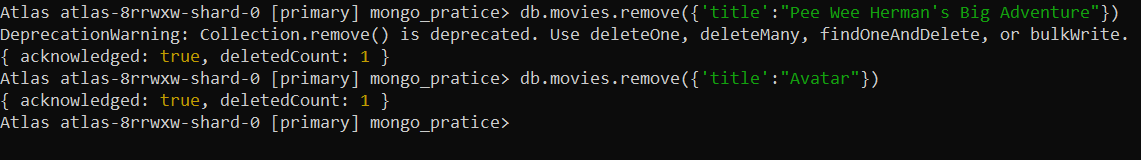 Atlas atlas-8rrwxw-shard-0 [primary] mongo_pratice> db.movies.remove({'title':"Pee Wee Herman's Big Adventure"})
DeprecationWarning: Collection.remove() is deprecated. Use deleteOne, deleteMany, findOneAndDelete, or bulkWrite.
{ acknowledged: true, deletedCount: 1 }
Atlas atlas-8rrwxw-shard-0 [primary] mongo_pratice> db.movies.remove({'title':"Avatar"})
{ acknowledged: true, deletedCount: 1 }
Atlas atlas-8rrwxw-shard-0 [primary] mongo_pratice>